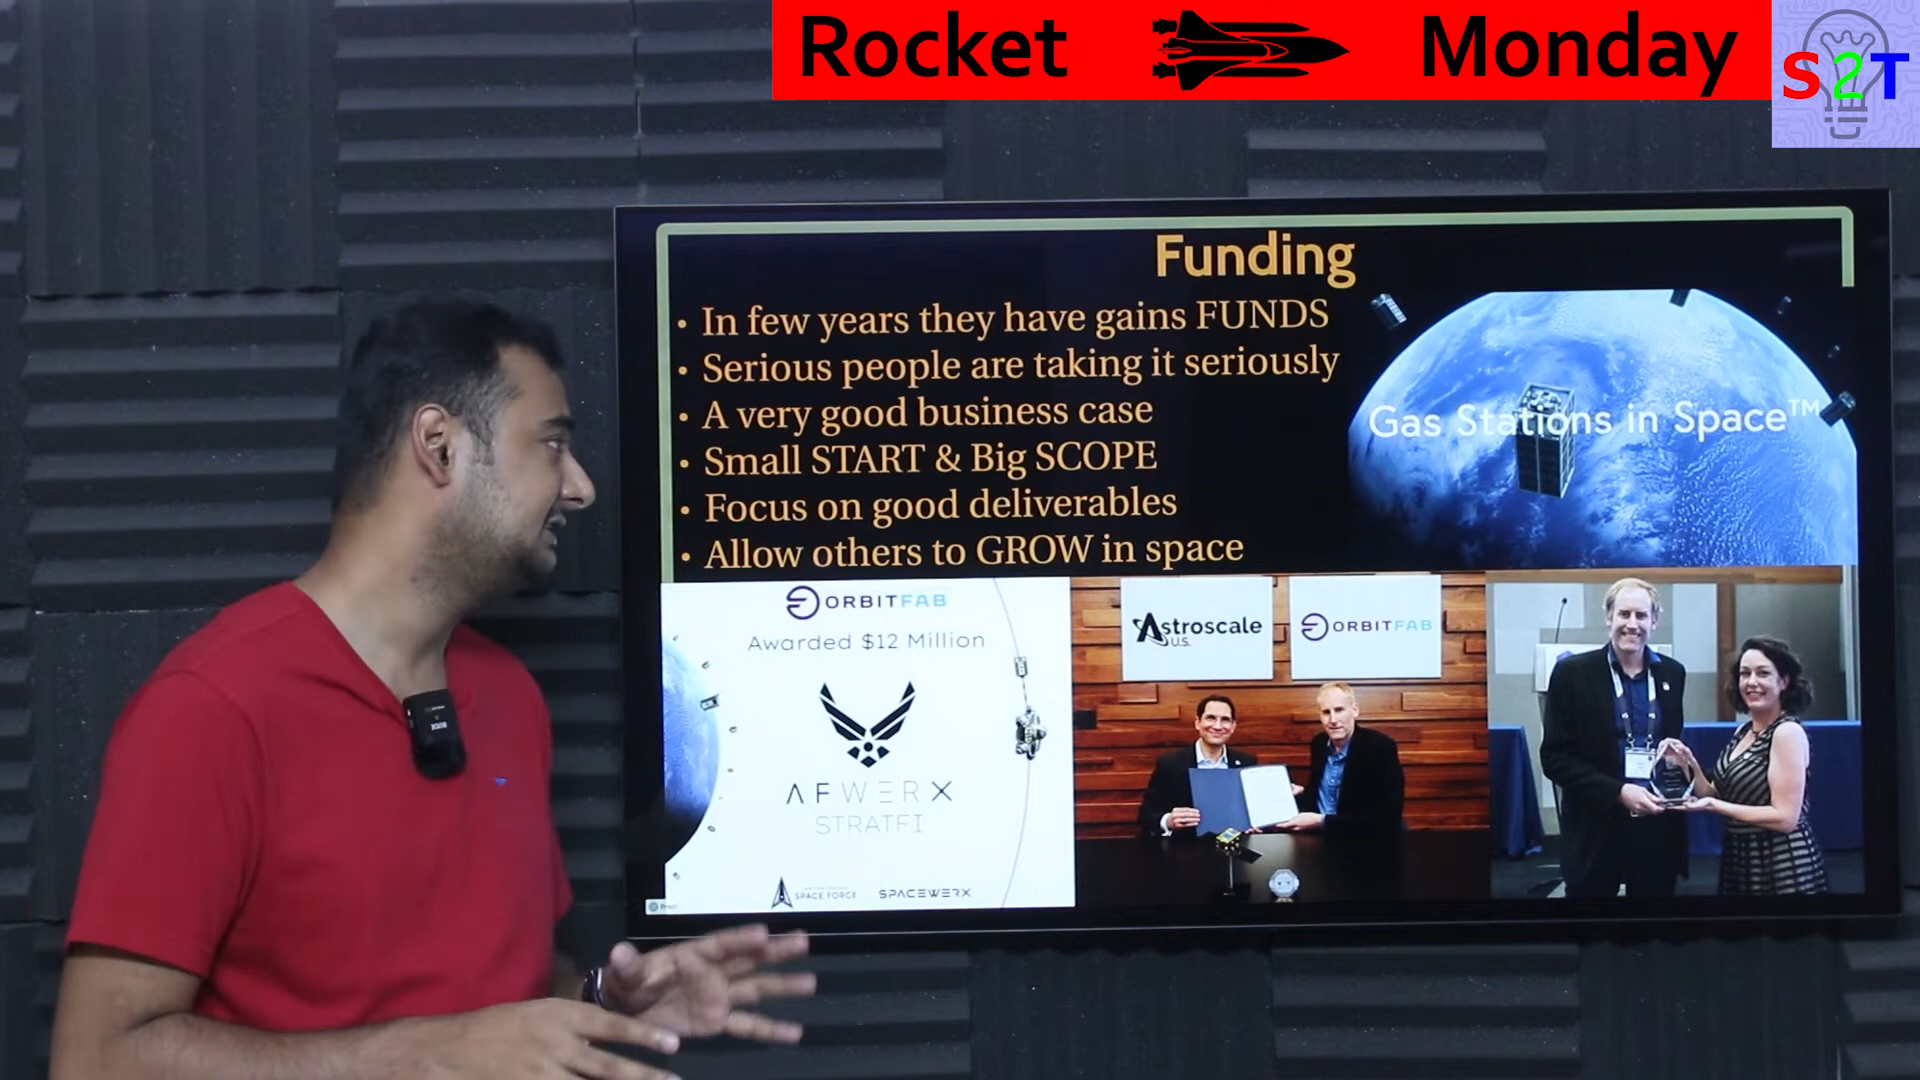 Rocket Monday
S2T
Funding
• In few years they have gains FUNDS
• Serious people are taking it seriously
• A very good business case
• Small START & Big SCOPE
• Focus on good deliverables
• Allow others to GROW in space
Gas Stations in Space™
ORBITFAB
Awarded $12 Million
AFWERX
STRATFI
SPACE FORCE
SPACEWERX
Astroscale
U.S.
ORBITFAB